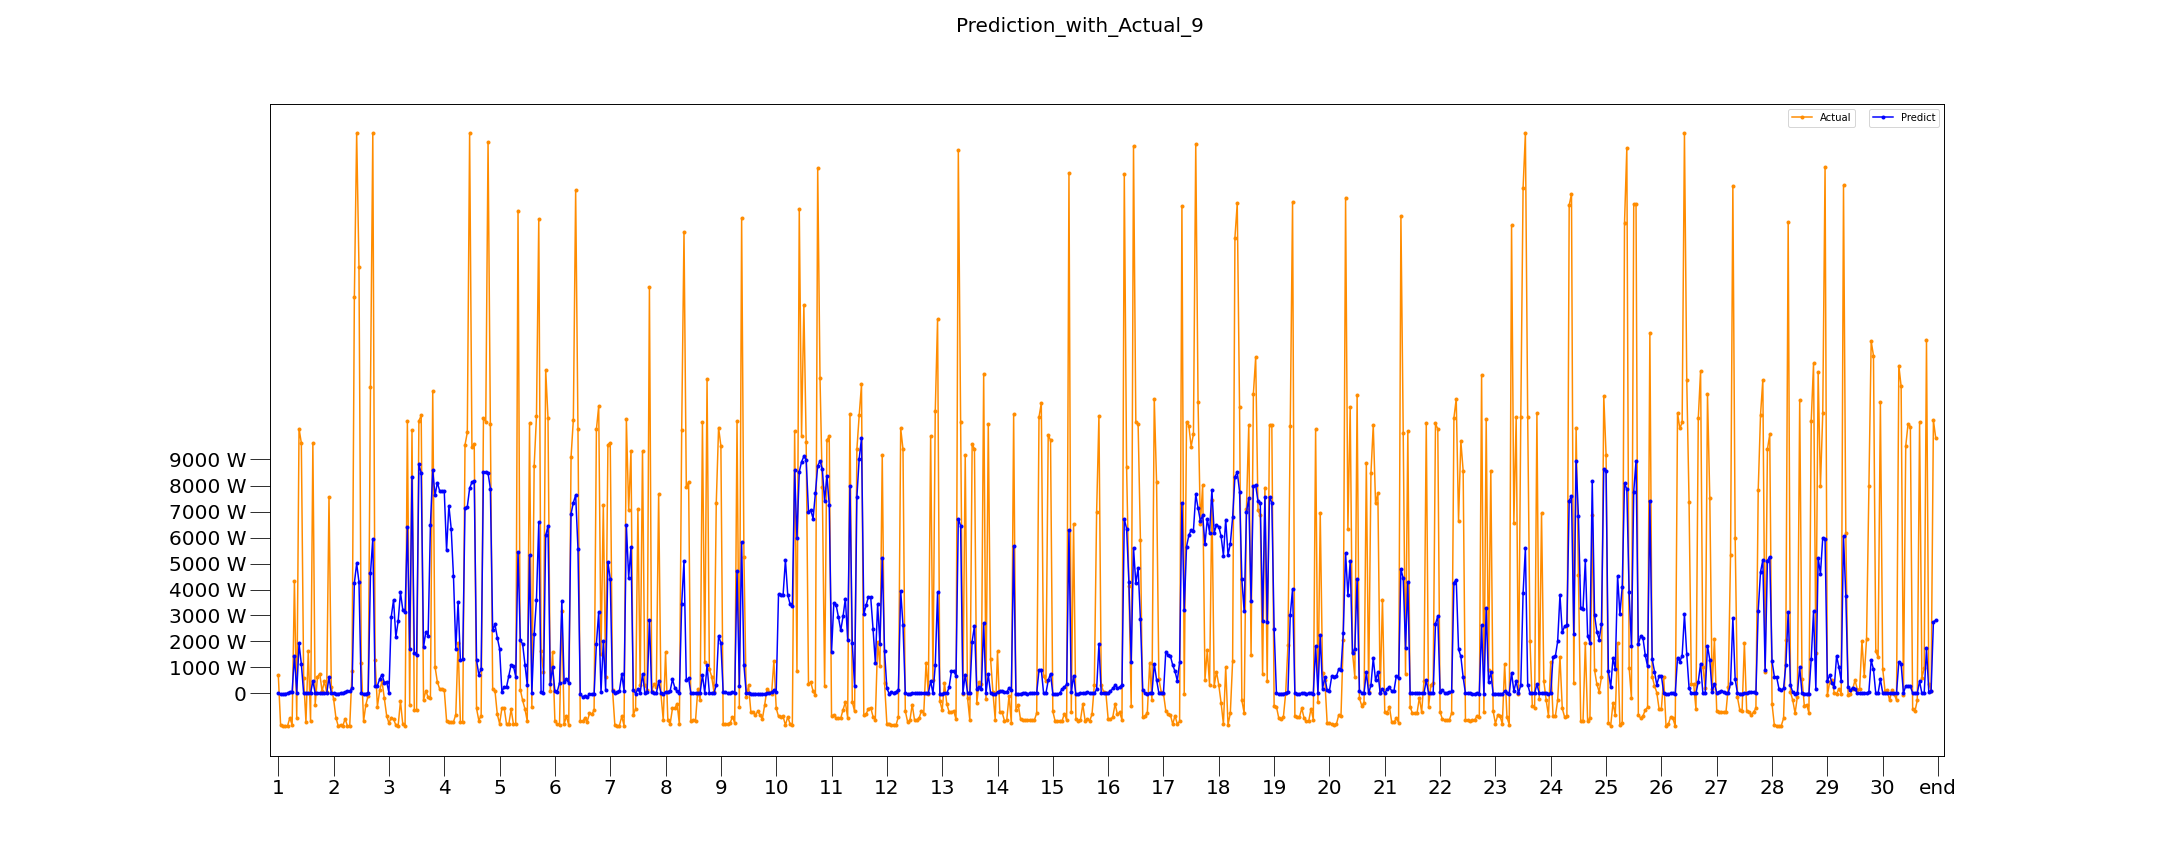 Prediction_with_Actual_9
Actual Predict
9000 W
8000 W
7000 W
6000 W
5000 W
4000 W
3000 W
2000 W
1000 W
0
1 2 3 4 5 6 7 8 9 10 11 12 13 14 15 16 17 18 19 20 21 22 23 24 25 26 27 28 29 30 end